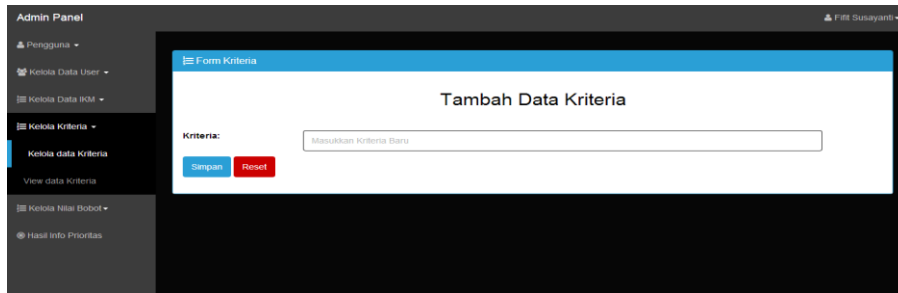 Admin Panel
Fifit Susayanti
Pengguna
Kelola Data User
Kelola Data IKM
Kelola Kriteria
Kelola data Kriteria
View data Kriteria
Kelola Nilai Bobot
Hasil Info Prioritas
Form Kriteria
Tambah Data Kriteria
Kriteria:
Masukkan Kriteria Baru
Simpan Reset